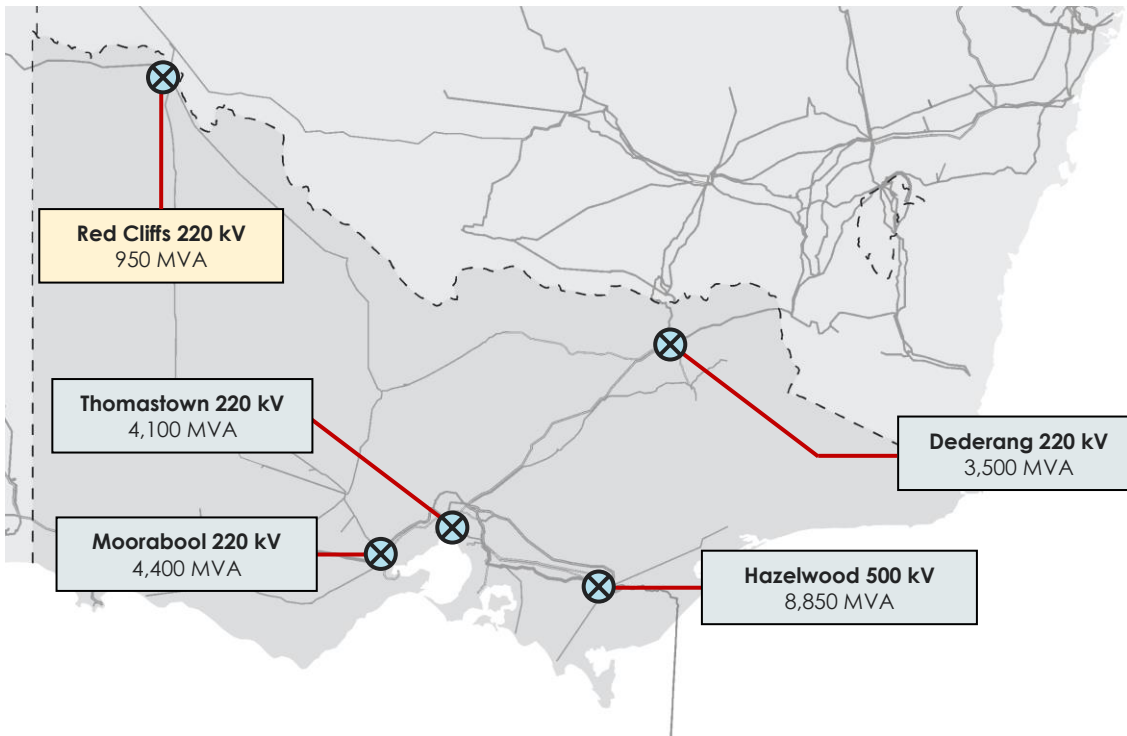 Red Cliffs 220 kV
950 MVA
Thomastown 220 kV
4,100 MVA
Dederang 220 kV
3,500 MVA
Moorabool 220 kV
4,400 MVA
Hazelwood 500 kV
8,850 MVA